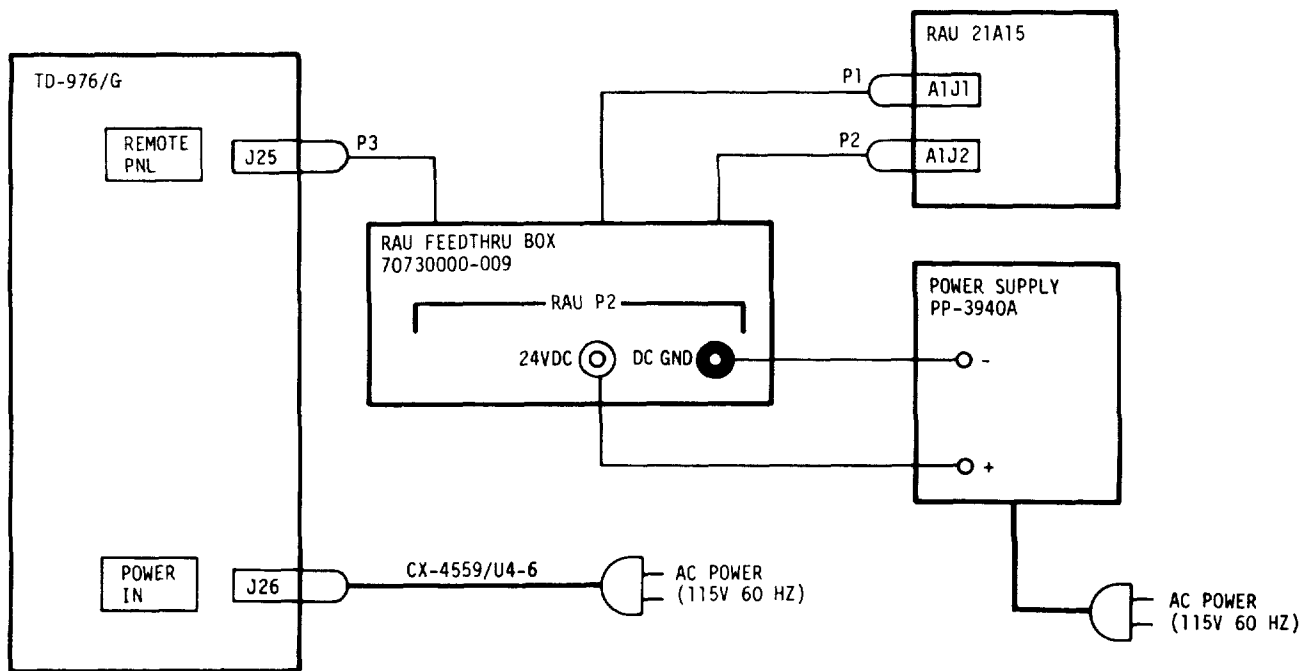 TD-976/G
REMOTE
PNL
J25
P3
RAU 21A15
P1
A1J1
P2
A1J2
RAU FEEDTHRU BOX
70730000-009
RAU P2
24VDC
DC GND
POWER SUPPLY
PP-3940A
-
+
POWER
IN
J26
CX-4559/U4-6
AC POWER
(115V 60 HZ)
AC POWER
(115V 60 HZ)